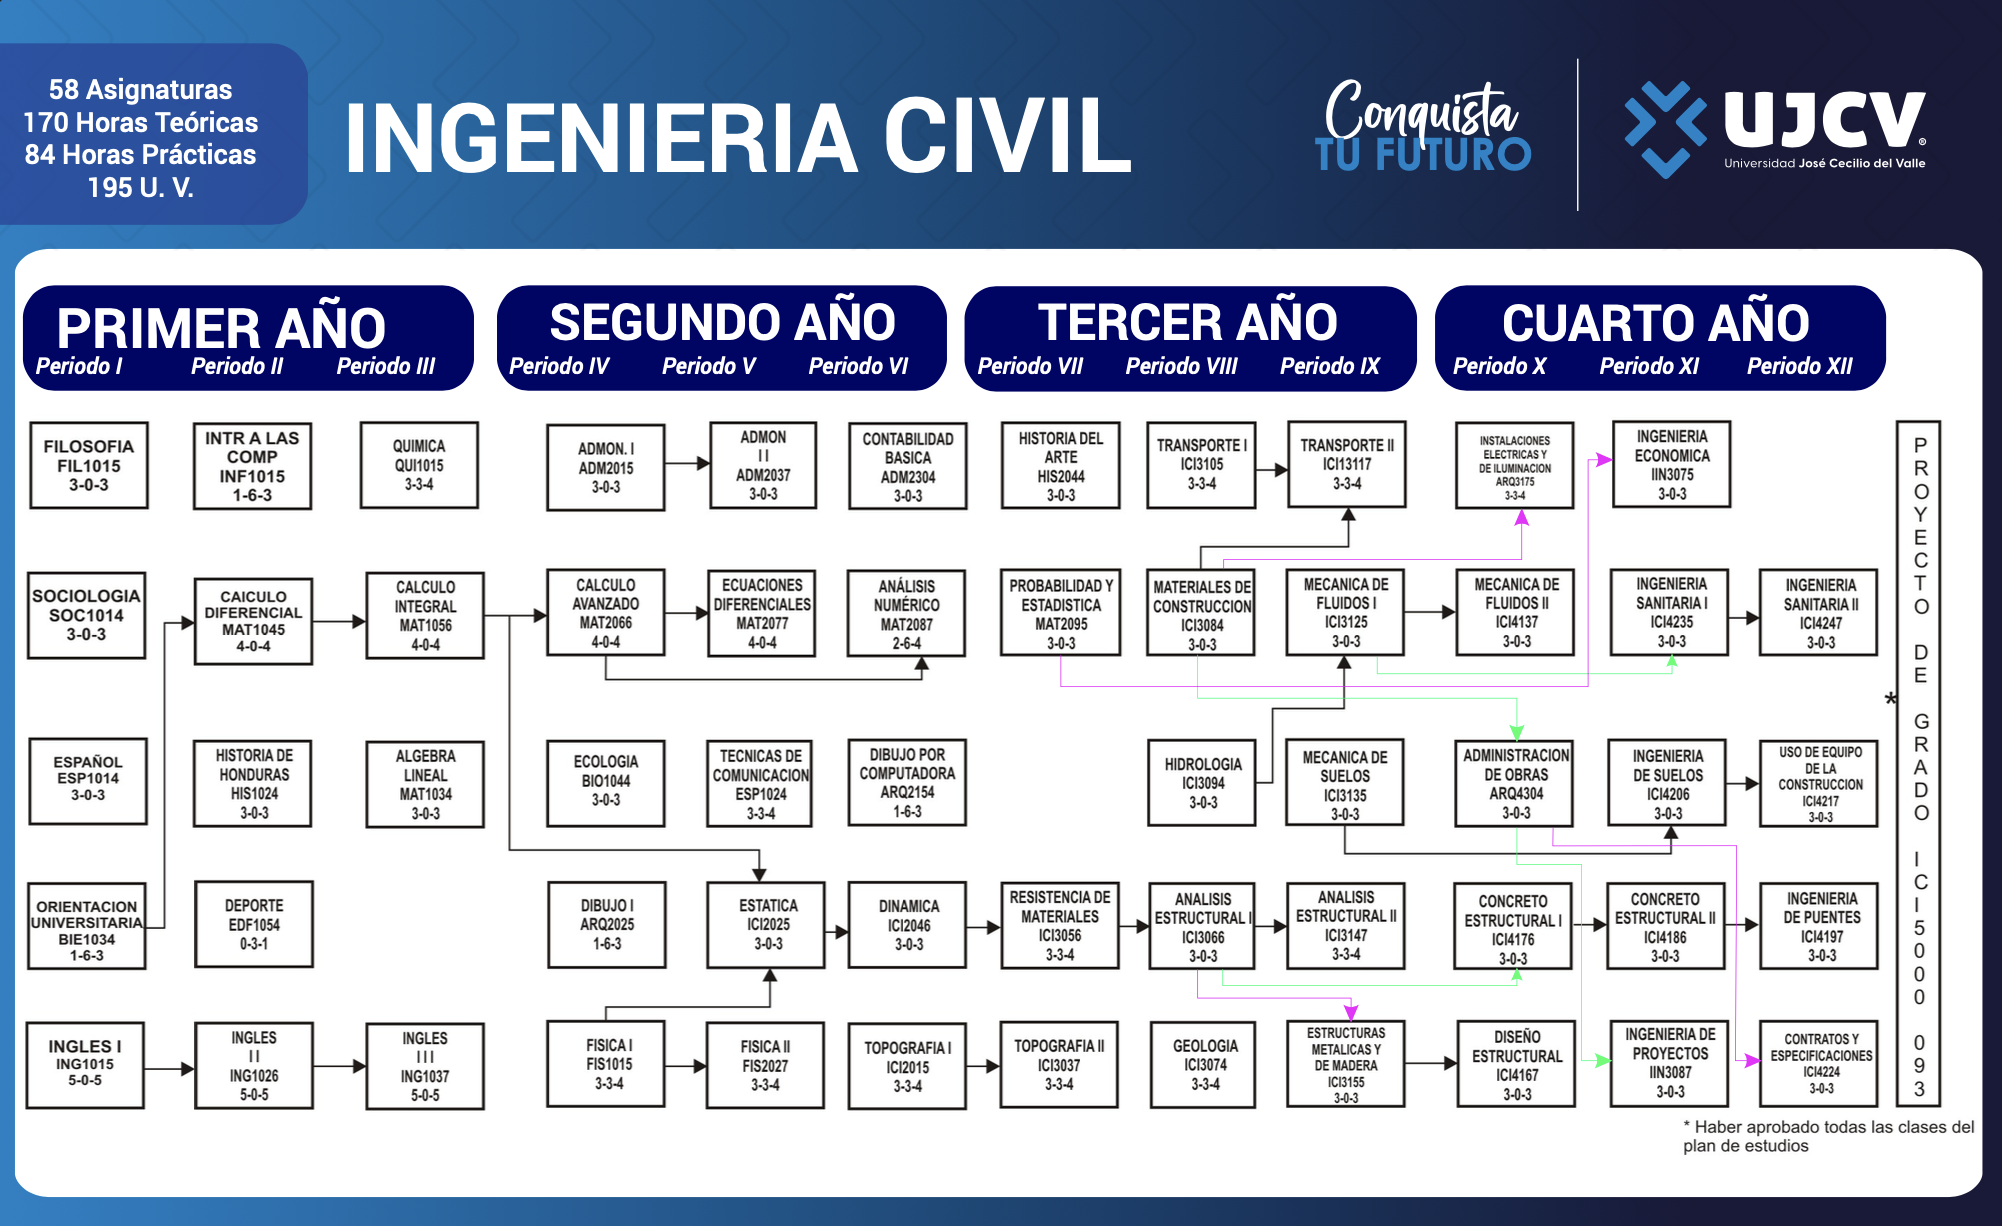 58 Asignaturas
170 Horas Teóricas
84 Horas Prácticas
195 U. V.
INGENIERIA CIVIL
Conquista
TU FUTURO
UJCV®
Universidad José Cecilio del Valle
PRIMER AÑO
Periodo I
Periodo II
Periodo III
SEGUNDO AÑO
Periodo IV
Periodo V
Periodo VI
TERCER AÑO
Periodo VII
Periodo VIII
Periodo IX
CUARTO AÑO
Periodo X
Periodo XI
Periodo XII
FILOSOFIA
FIL1015
3-0-3
INTR A LAS
COMP
INF1015
1-6-3
QUIMICA
QUI1015
3-3-4
ADMON. I
ADM2015
3-0-3
ADMON
I I
ADM2037
3-0-3
CONTABILIDAD
BASICA
ADM2304
3-0-3
HISTORIA DEL
ARTE
HIS2044
3-0-3
TRANSPORTE I
ICI3105
3-3-4
TRANSPORTE II
ICI13117
3-3-4
INSTALACIONES
ELECTRICAS Y
DE ILUMINACION
ARQ3175
3-3-4
INGENIERIA
ECONOMICA
IIN3075
3-0-3
SOCIOLOGIA
SOC1014
3-0-3
CAICULO
DIFERENCIAL
MAT1045
4-0-4
CALCULO
INTEGRAL
MAT1056
4-0-4
CALCULO
AVANZADO
MAT2066
4-0-4
ECUACIONES
DIFERENCIALES
MAT2077
4-0-4
ANÁLISIS
NUMÉRICO
MAT2087
2-6-4
PROBABILIDAD Y
ESTADISTICA
MAT2095
3-0-3
MATERIALES DE
CONSTRUCCION
ICI3084
3-0-3
MECANICA DE
FLUIDOS I
ICI3125
3-0-3
MECANICA DE
FLUIDOS II
ICI4137
3-0-3
INGENIERIA
SANITARIA I
ICI4235
3-0-3
INGENIERIA
SANITARIA II
ICI4247
3-0-3
ESPAÑOL
ESP1014
3-0-3
HISTORIA DE
HONDURAS
HIS1024
3-0-3
ALGEBRA
LINEAL
MAT1034
3-0-3
ECOLOGIA
BIO1044
3-0-3
TECNICAS DE
COMUNICACION
ESP1024
3-3-4
DIBUJO POR
COMPUTADORA
ARQ2154
1-6-3
HIDROLOGIA
ICI3094
3-0-3
MECANICA DE
SUELOS
ICI3135
3-0-3
ADMINISTRACION
DE OBRAS
ARQ4304
3-0-3
INGENIERIA
DE SUELOS
ICI4206
3-0-3
USO DE EQUIPO
DE LA
CONSTRUCCION
ICI4217
3-0-3
ORIENTACION
UNIVERSITARIA
BIE1034
1-6-3
DEPORTE
EDF1054
0-3-1
DIBUJO I
ARQ2025
1-6-3
ESTATICA
ICI2025
3-0-3
DINAMICA
ICI2046
3-0-3
RESISTENCIA DE
MATERIALES
ICI3056
3-3-4
ANALISIS
ESTRUCTURAL I
ICI3066
3-0-3
ANALISIS
ESTRUCTURAL II
ICI3147
3-3-4
CONCRETO
ESTRUCTURAL I
ICI4176
3-0-3
CONCRETO
ESTRUCTURAL II
ICI4186
3-0-3
INGENIERIA
DE PUENTES
ICI4197
3-0-3
INGLES I
ING1015
5-0-5
INGLES
I I
ING1026
5-0-5
INGLES
I I I
ING1037
5-0-5
FISICA I
FIS1015
3-3-4
FISICA II
FIS2027
3-3-4
TOPOGRAFIA I
ICI2015
3-3-4
TOPOGRAFIA II
ICI3037
3-3-4
GEOLOGIA
ICI3074
3-3-4
ESTRUCTURAS
METALICAS Y
DE MADERA
ICI3155
3-0-3
DISEÑO
ESTRUCTURAL
ICI4167
3-0-3
INGENIERIA DE
PROYECTOS
IIN3087
3-0-3
CONTRATOS Y
ESPECIFICACIONES
ICI4224
3-0-3
*
PROYECTO DE GRADO ICI5000 093
* Haber aprobado todas las clases del
plan de estudios